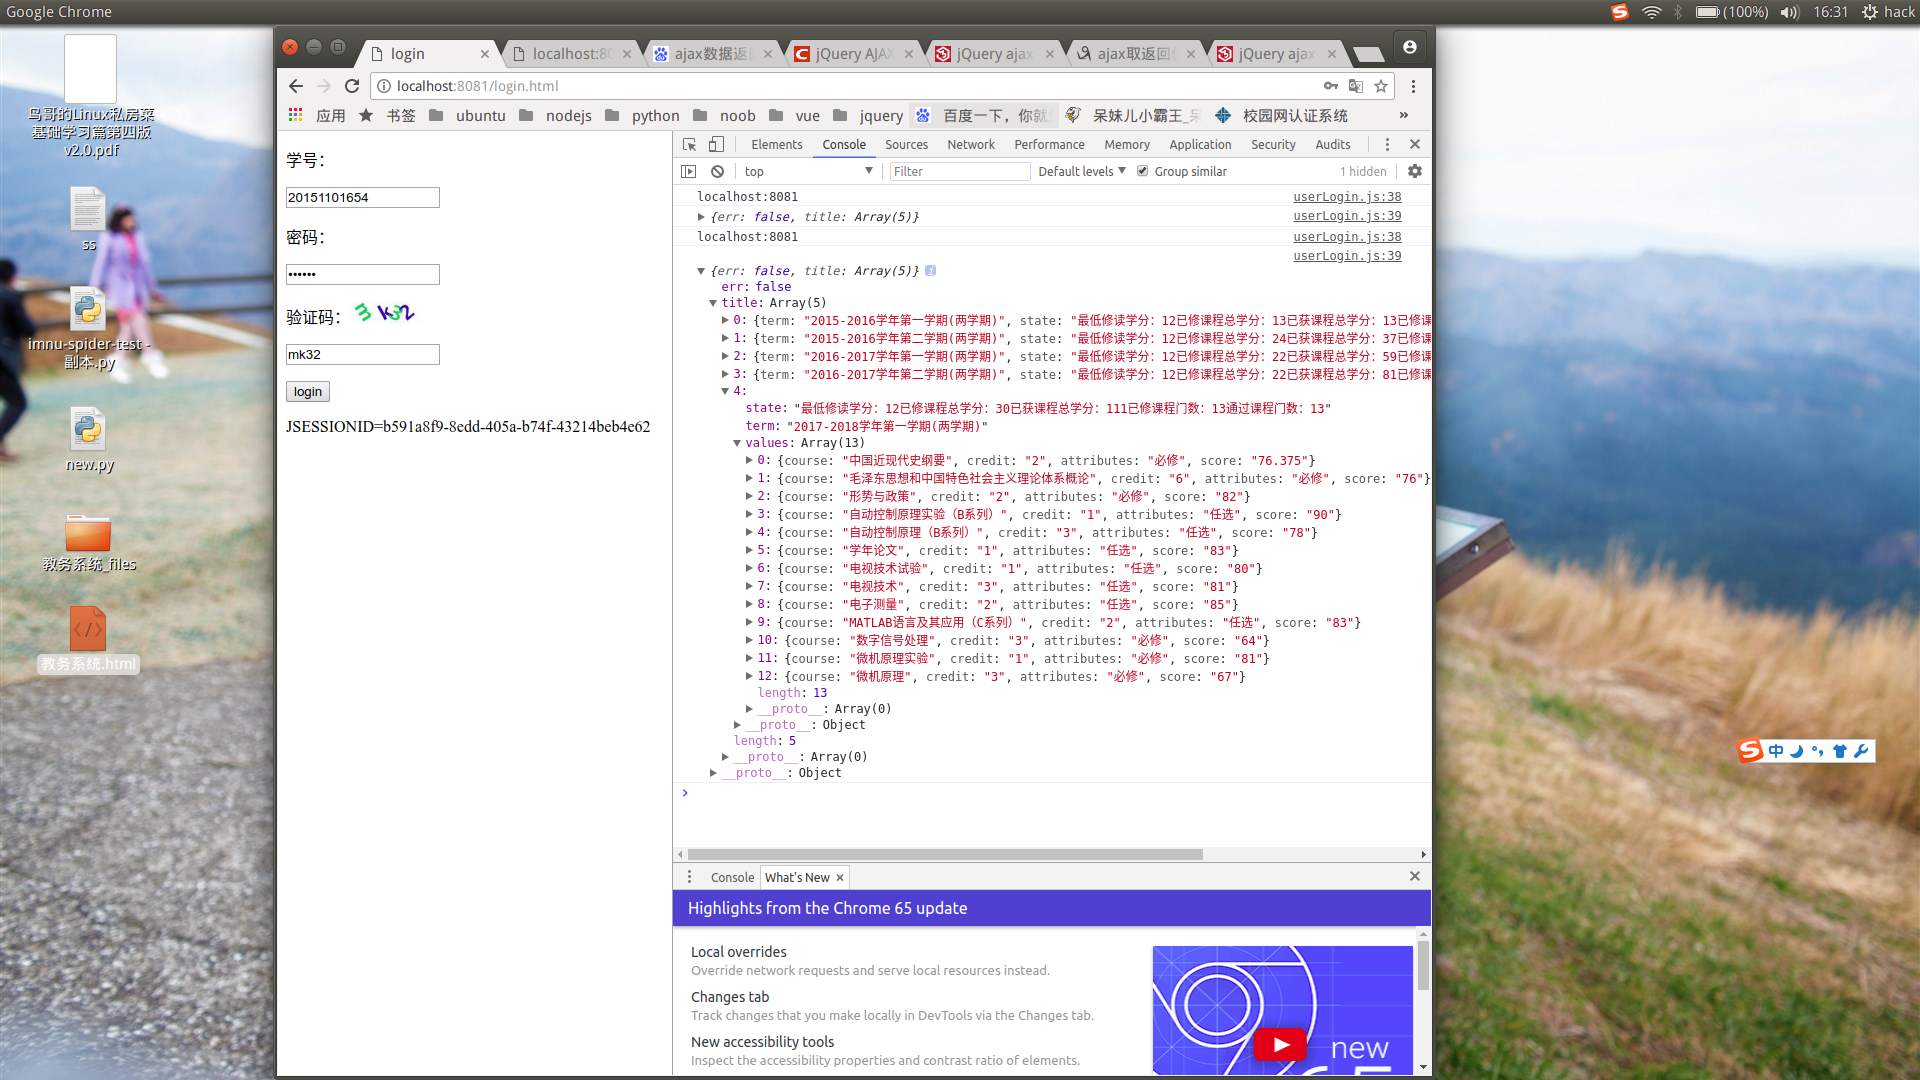 Google Chrome
(100%)
16:31
hack
鸟哥的Linux私房菜
基础学习篇第四版
v2.0.pdf
ss
imnu-spider-test -
副本.py
new.py
教务系统_files
教务系统.html
login
localhost:80
ajax数据返回
jQuery AJAX
jQuery ajax
ajax取返回值
jQuery ajax
localhost:8081/login.html
应用
书签
ubuntu
nodejs
python
noob
vue
jquery
百度一下，你就
呆妹儿小霸王_呆
校园网认证系统
»
学号：
20151101654
密码：
••••••
验证码：
3 k 2
mk32
login
JSESSIONID=b591a8f9-8edd-405a-b74f-43214beb4e62
Elements Console Sources Network Performance Memory Application Security Audits
top
Filter
Default levels
Group similar
1 hidden
localhost:8081 userLogin.js:38
{err: false, title: Array(5)} userLogin.js:39
localhost:8081 userLogin.js:38
userLogin.js:39
{err: false, title: Array(5)}
err: false
title: Array(5)
0: {term: "2015-2016学年第一学期(两学期)", state: "最低修读学分：12已修课程总学分：13已获课程总学分：13已修课
1: {term: "2015-2016学年第二学期(两学期)", state: "最低修读学分：12已修课程总学分：24已获课程总学分：37已修课
2: {term: "2016-2017学年第一学期(两学期)", state: "最低修读学分：12已修课程总学分：22已获课程总学分：59已修课
3: {term: "2016-2017学年第二学期(两学期)", state: "最低修读学分：12已修课程总学分：22已获课程总学分：81已修课
4:
state: "最低修读学分：12已修课程总学分：30已获课程总学分：111已修课程门数：13通过课程门数：13"
term: "2017-2018学年第一学期(两学期)"
values: Array(13)
0: {course: "中国近现代史纲要", credit: "2", attributes: "必修", score: "76.375"}
1: {course: "毛泽东思想和中国特色社会主义理论体系概论", credit: "6", attributes: "必修", score: "76"}
2: {course: "形势与政策", credit: "2", attributes: "必修", score: "82"}
3: {course: "自动控制原理实验（B系列）", credit: "1", attributes: "任选", score: "90"}
4: {course: "自动控制原理（B系列）", credit: "3", attributes: "任选", score: "78"}
5: {course: "学年论文", credit: "1", attributes: "任选", score: "83"}
6: {course: "电视技术试验", credit: "1", attributes: "任选", score: "80"}
7: {course: "电视技术", credit: "3", attributes: "任选", score: "81"}
8: {course: "电子测量", credit: "2", attributes: "任选", score: "85"}
9: {course: "MATLAB语言及其应用（C系列）", credit: "2", attributes: "任选", score: "83"}
10: {course: "数字信号处理", credit: "3", attributes: "必修", score: "64"}
11: {course: "微机原理实验", credit: "1", attributes: "必修", score: "81"}
12: {course: "微机原理", credit: "3", attributes: "必修", score: "67"}
length: 13
__proto__: Array(0)
__proto__: Object
length: 5
__proto__: Array(0)
__proto__: Object
Console What's New
Highlights from the Chrome 65 update
Local overrides
Override network requests and serve local resources instead.
Changes tab
Track changes that you make locally in DevTools via the Changes tab.
New accessibility tools
Inspect the accessibility properties and contrast ratio of elements.
new
中